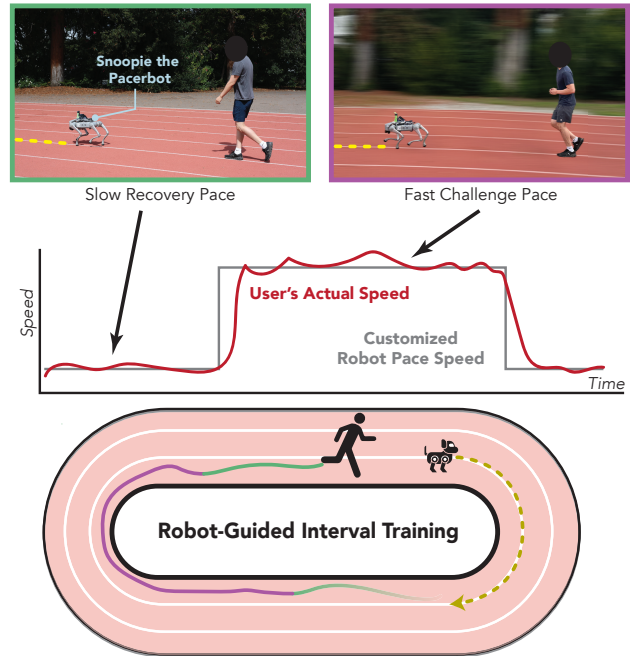 Snoopie the
Pacerbot
Slow Recovery Pace
Fast Challenge Pace
Speed
User's Actual Speed
Customized
Robot Pace Speed
Time
Robot-Guided Interval Training